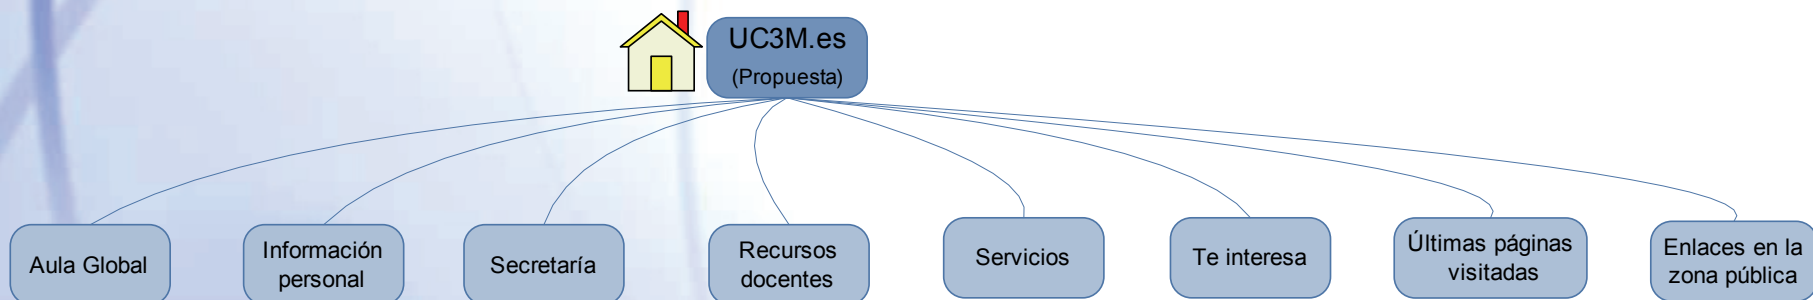 UC3M.es
(Propuesta)
Aula Global
Información
personal
Secretaría
Recursos
docentes
Servicios
Te interesa
Últimas páginas
visitadas
Enlaces en la
zona pública